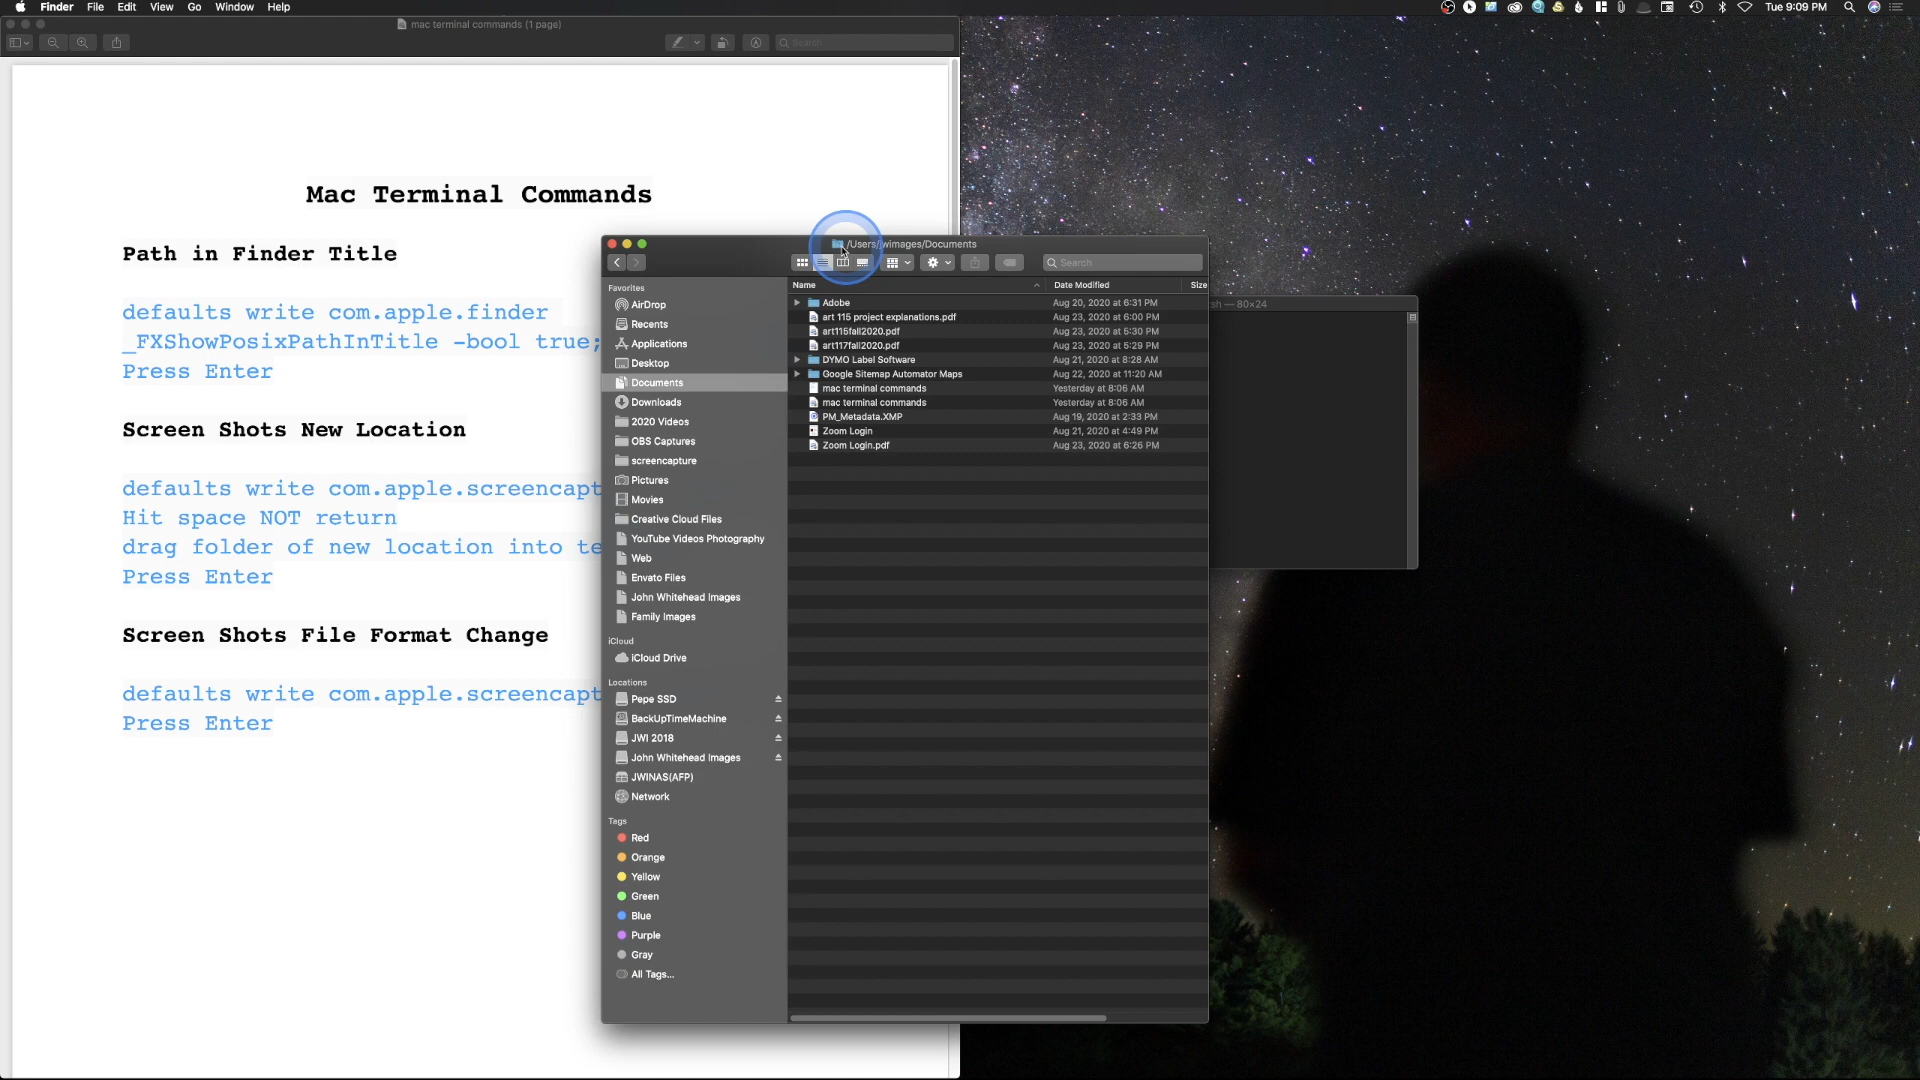 Finder File Edit View Go Window Help
Tue 9:09 PM
mac terminal commands (1 page)
Search
Mac Terminal Commands
Path in Finder Title
defaults write com.apple.finder
_FXShowPosixPathInTitle -bool true;
Press Enter
Screen Shots New Location
defaults write com.apple.screencapt
Hit space NOT return
drag folder of new location into te
Press Enter
Screen Shots File Format Change
defaults write com.apple.screencapt
Press Enter
/Users/jwimages/Documents
Search
Favorites
AirDrop
Recents
Applications
Desktop
Documents
Downloads
2020 Videos
OBS Captures
screencapture
Pictures
Movies
Creative Cloud Files
YouTube Videos Photography
Web
Envato Files
John Whitehead Images
Family Images
iCloud
iCloud Drive
Locations
Pepe SSD
BackUpTimeMachine
JWI 2018
John Whitehead Images
JWINAS(AFP)
Network
Tags
Red
Orange
Yellow
Green
Blue
Purple
Gray
All Tags...
Name Date Modified Size
Adobe Aug 20, 2020 at 6:31 PM
art 115 project explanations.pdf Aug 23, 2020 at 6:00 PM
art115fall2020.pdf Aug 23, 2020 at 5:30 PM
art117fall2020.pdf Aug 23, 2020 at 5:29 PM
DYMO Label Software Aug 21, 2020 at 8:28 AM
Google Sitemap Automator Maps Aug 22, 2020 at 11:20 AM
mac terminal commands Yesterday at 8:06 AM
mac terminal commands Yesterday at 8:06 AM
PM_Metadata.XMP Aug 19, 2020 at 2:33 PM
Zoom Login Aug 21, 2020 at 4:49 PM
Zoom Login.pdf Aug 23, 2020 at 6:26 PM
sh — 80×24